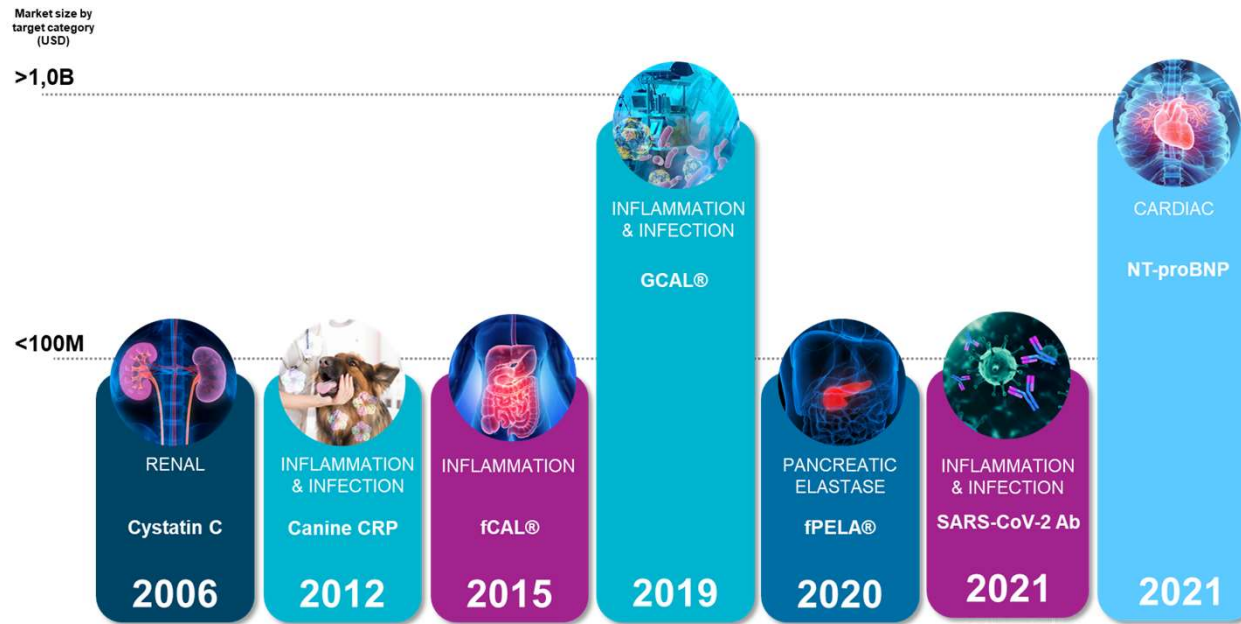 Market size by
target category
(USD)
>1,0B
<100M
RENAL
Cystatin C
2006
INFLAMMATION
& INFECTION
Canine CRP
2012
INFLAMMATION
fCAL®
2015
INFLAMMATION
& INFECTION
GCAL®
2019
PANCREATIC
ELASTASE
fPELA®
2020
INFLAMMATION
& INFECTION
SARS-CoV-2 Ab
2021
CARDIAC
NT-proBNP
2021